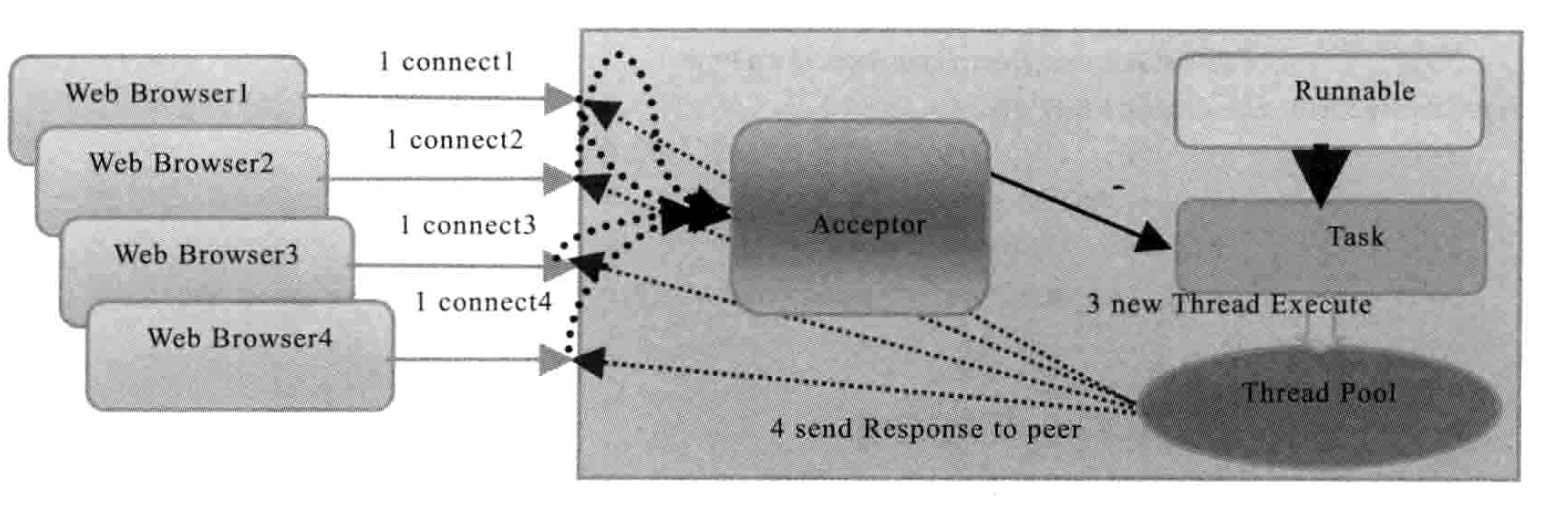 1 connect1
Web Browser1
Runnable
1 connect2
Web Browser2
1 connect3
Acceptor
Task
Web Browser3
1 connect4
3 new Thread Execute
Web Browser4
Thread Pool
4 send Response to peer